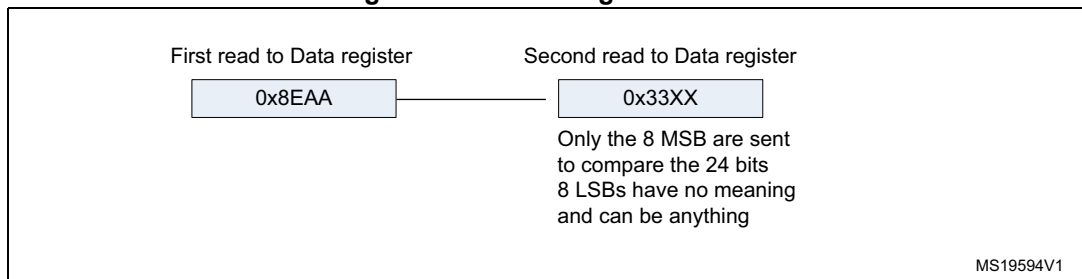 First read to Data register
Second read to Data register
0x8EAA
0x33XX
Only the 8 MSB are sent
to compare the 24 bits
8 LSBs have no meaning
and can be anything
MS19594V1